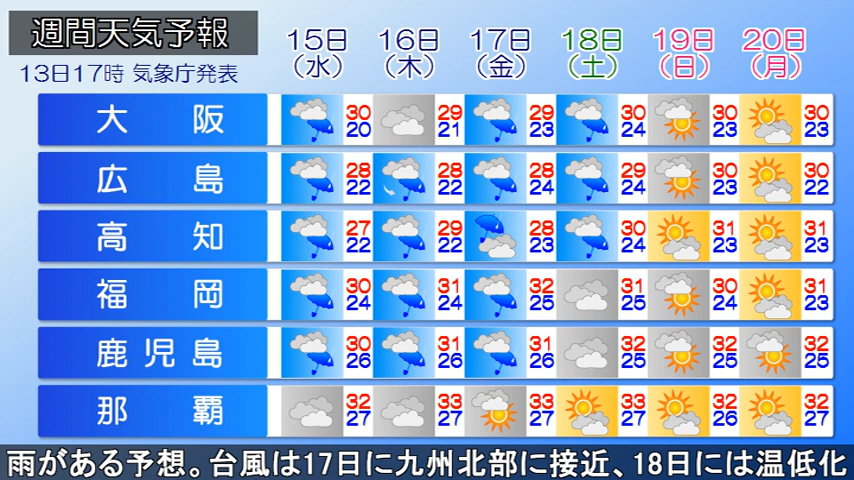 週間天気予報
13日17時 気象庁発表
15日 16日 17日 18日 19日 20日
(水) (木) (金) (土) (日) (月)
大阪 30 20 29 21 29 23 30 24 30 23 30 23
広島 28 22 28 22 28 24 29 24 30 23 30 22
高知 27 22 29 22 28 23 30 24 31 23 31 23
福岡 30 24 31 24 32 25 31 25 30 24 31 23
鹿児島 30 26 31 26 31 26 32 25 32 25 32 25
那覇 32 27 33 27 33 27 33 27 32 26 32 27
雨がある予想。台風は17日に九州北部に接近、18日には温低化